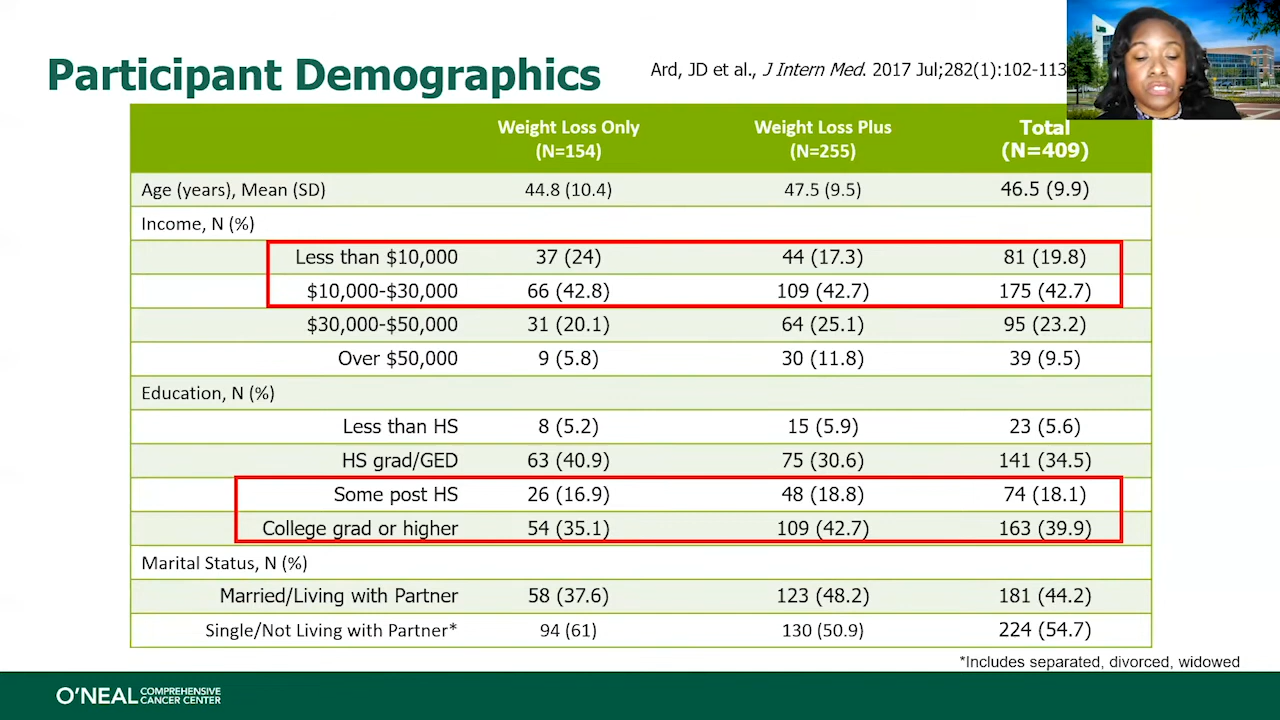 Participant Demographics
Ard, JD et al., J Intern Med. 2017 Jul;282(1):102-113
Weight Loss Only (N=154) Weight Loss Plus (N=255) Total (N=409)
Age (years), Mean (SD) 44.8 (10.4) 47.5 (9.5) 46.5 (9.9)
Income, N (%)
Less than $10,000 37 (24) 44 (17.3) 81 (19.8)
$10,000-$30,000 66 (42.8) 109 (42.7) 175 (42.7)
$30,000-$50,000 31 (20.1) 64 (25.1) 95 (23.2)
Over $50,000 9 (5.8) 30 (11.8) 39 (9.5)
Education, N (%)
Less than HS 8 (5.2) 15 (5.9) 23 (5.6)
HS grad/GED 63 (40.9) 75 (30.6) 141 (34.5)
Some post HS 26 (16.9) 48 (18.8) 74 (18.1)
College grad or higher 54 (35.1) 109 (42.7) 163 (39.9)
Marital Status, N (%)
Married/Living with Partner 58 (37.6) 123 (48.2) 181 (44.2)
Single/Not Living with Partner* 94 (61) 130 (50.9) 224 (54.7)
*Includes separated, divorced, widowed
O'NEAL COMPREHENSIVE
CANCER CENTER